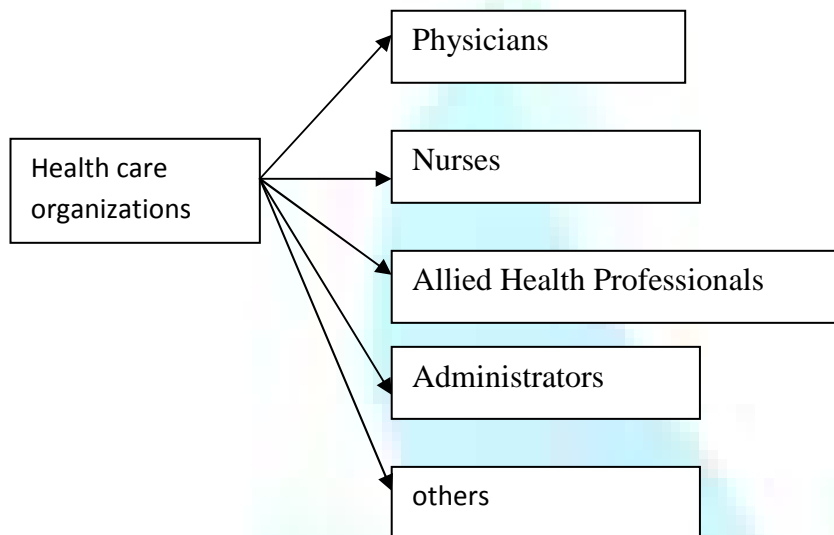 Physicians
Health care
organizations
Nurses
Allied Health Professionals
Administrators
others